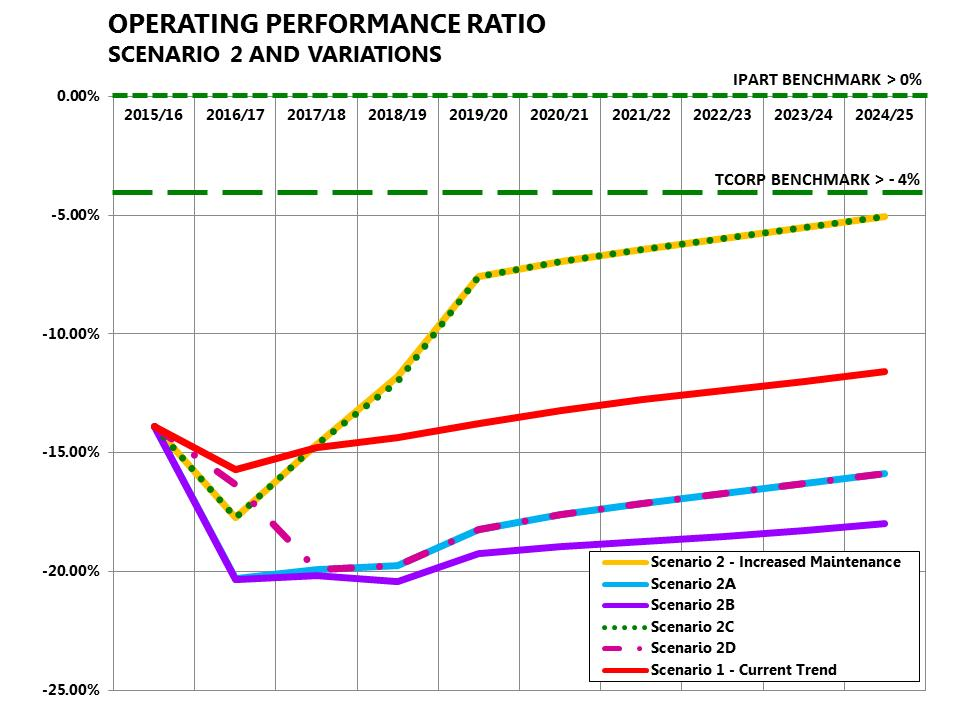 OPERATING PERFORMANCE RATIO
SCENARIO 2 AND VARIATIONS
IPART BENCHMARK > 0%
0.00%
2015/16 2016/17 2017/18 2018/19 2019/20 2020/21 2021/22 2022/23 2023/24 2024/25
TCORP BENCHMARK > - 4%
-5.00%
-10.00%
-15.00%
-20.00%
-25.00%
Scenario 2 - Increased Maintenance
Scenario 2A
Scenario 2B
Scenario 2C
Scenario 2D
Scenario 1 - Current Trend